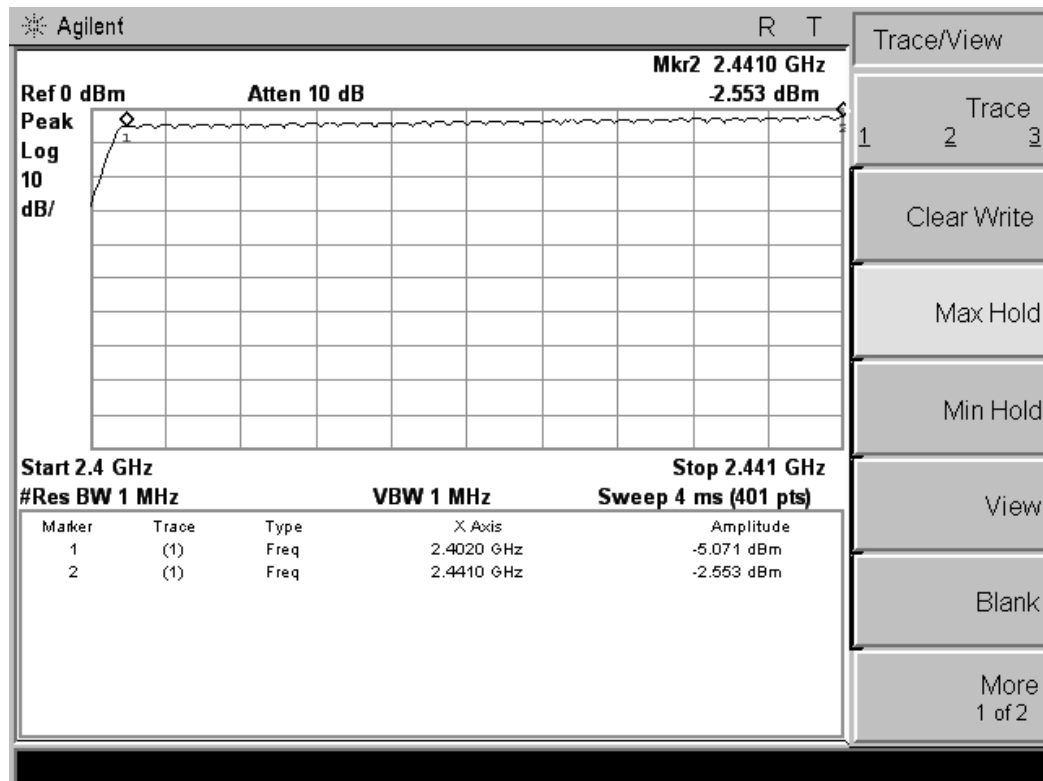 Agilent R T
Mkr2 2.4410 GHz
Ref 0 dBm Atten 10 dB -2.553 dBm
Peak
Log
10
dB/
1
2
Start 2.4 GHz Stop 2.441 GHz
#Res BW 1 MHz VBW 1 MHz Sweep 4 ms (401 pts)
Marker Trace Type X Axis Amplitude
1 (1) Freq 2.4020 GHz -5.071 dBm
2 (1) Freq 2.4410 GHz -2.553 dBm
Trace/View
Trace
1 2 3
Clear Write
Max Hold
Min Hold
View
Blank
More
1 of 2